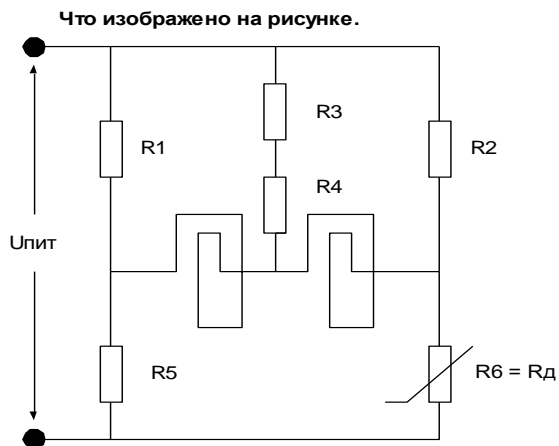 Что изображено на рисунке.
R3
R1
R2
R4
Uпит
R5
R6 = Rд